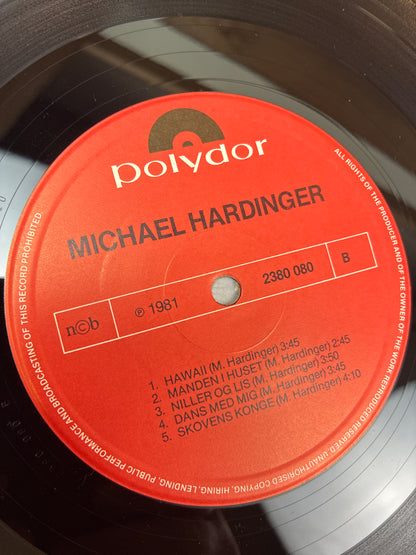 polydor
MICHAEL HARDINGER
n©b
℗ 1981
2380 080
B
1. HAWAII (M. Hardinger) 3:45
2. MANDEN I HUSET (M. Hardinger) 2:45
3. NILLER OG LIS (M. Hardinger) 3:50
4. DANS MED MIG (M. Hardinger) 3:45
5. SKOVENS KONGE (M. Hardinger) 4:10
ALL RIGHTS OF THE PRODUCER AND OF THE OWNER OF THE WORK REPRODUCED RESERVED. UNAUTHORISED COPYING, HIRING, LENDING, PUBLIC PERFORMANCE AND BROADCASTING OF THIS RECORD PROHIBITED.